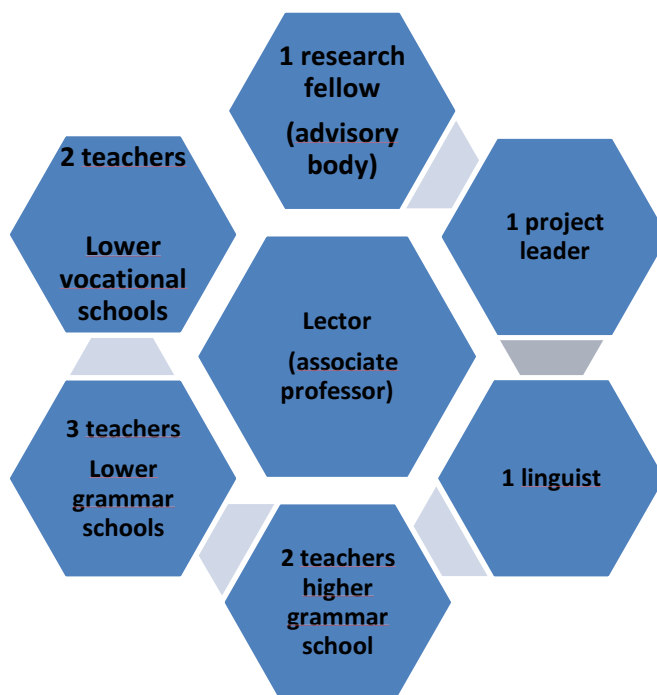 1 research
fellow
(advisory
body)
1 project
leader
1 linguist
2 teachers
higher
grammar
school
3 teachers
Lower
grammar
schools
2 teachers
Lower
vocational
schools
Lector
(associate
professor)